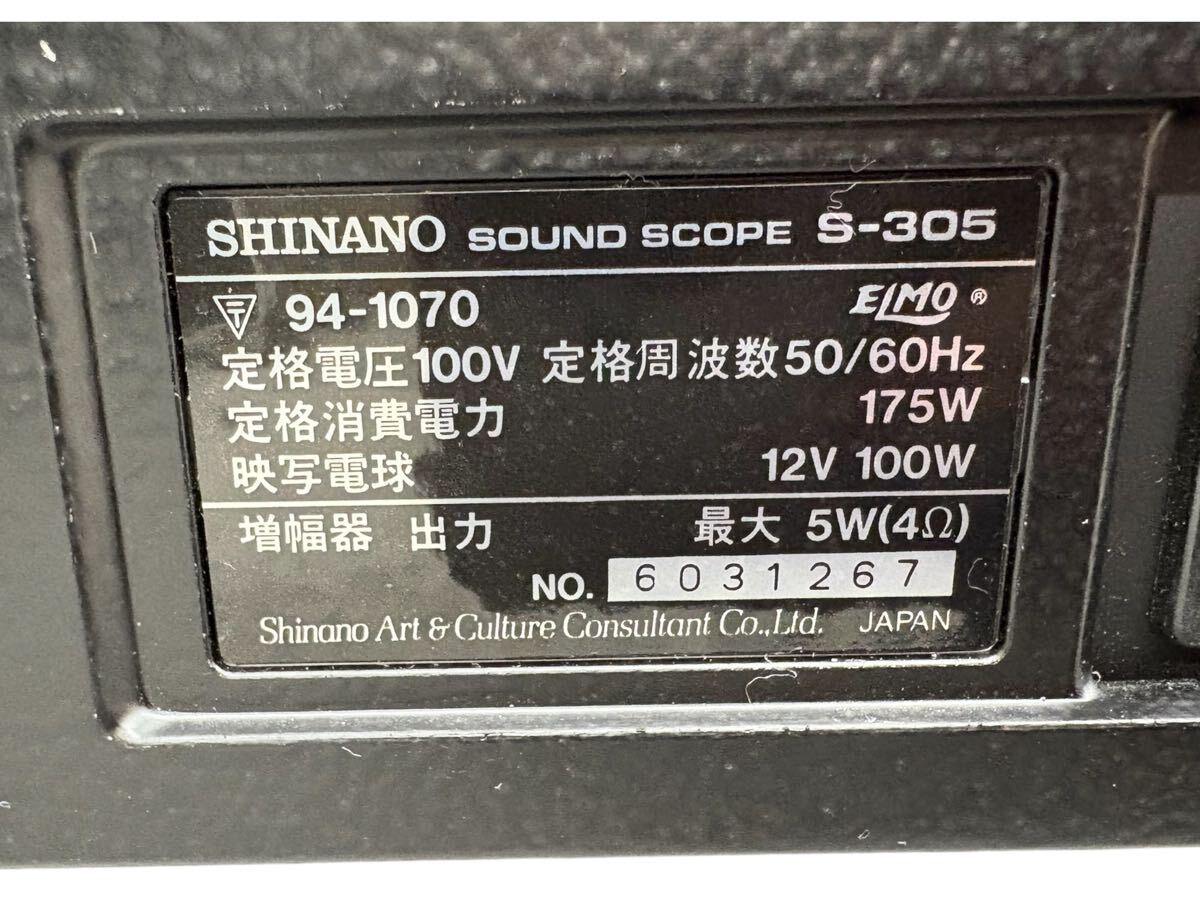 SHINANO SOUND SCOPE S-305
〒 94-1070 ELMO ®
定格電圧100V 定格周波数50/60Hz
定格消費電力 175W
映写電球 12V 100W
増幅器 出力 最大 5W(4Ω)
NO. 6031267
Shinano Art & Culture Consultant Co.,Ltd. JAPAN